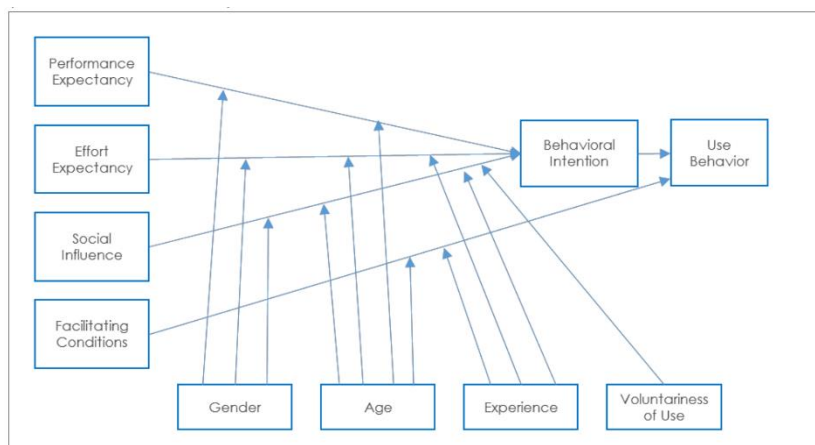 Performance
Expectancy
Effort
Expectancy
Behavioral
Intention
Use
Behavior
Social
Influence
Facilitating
Conditions
Gender
Age
Experience
Voluntariness
of Use